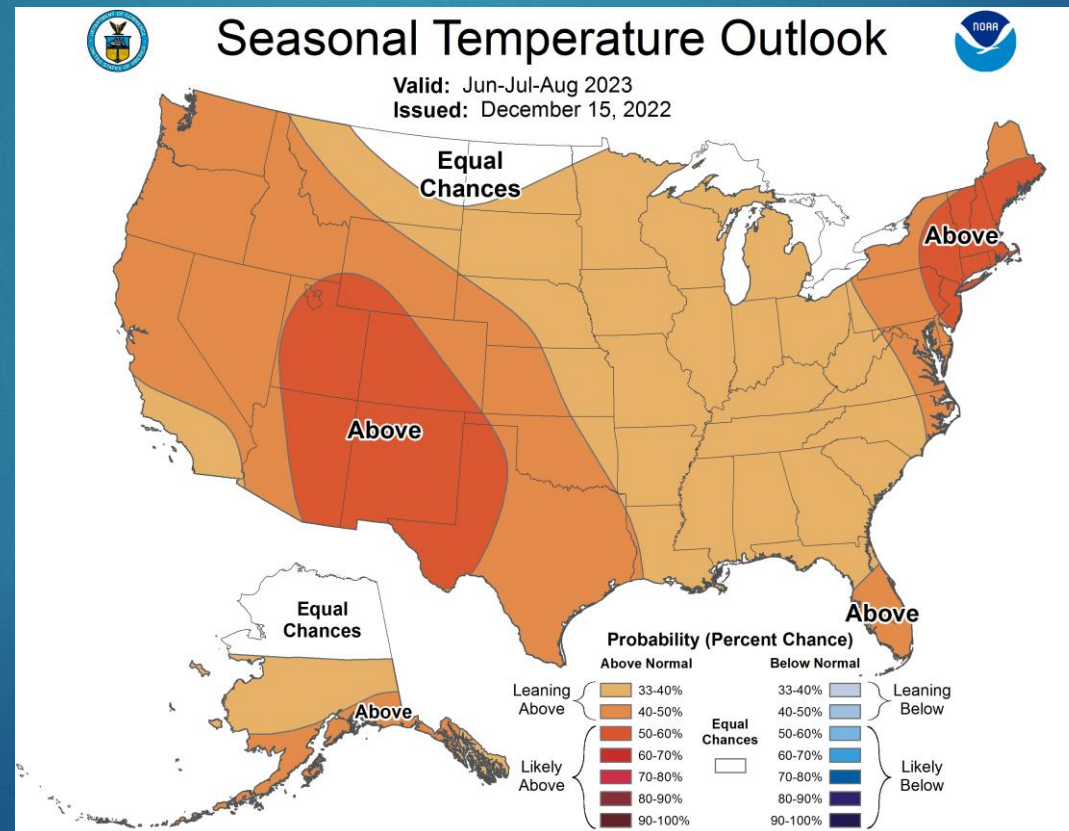 Seasonal Temperature Outlook
NOAA
Valid: Jun-Jul-Aug 2023
Issued: December 15, 2022
Equal
Chances
Above
Above
Above
Equal
Chances
Above
Probability (Percent Chance)
Above Normal
Below Normal
Leaning
Above
33-40%
40-50%
Likely
Above
50-60%
60-70%
70-80%
80-90%
90-100%
Equal
Chances
33-40%
40-50%
Leaning
Below
50-60%
60-70%
70-80%
80-90%
90-100%
Likely
Below